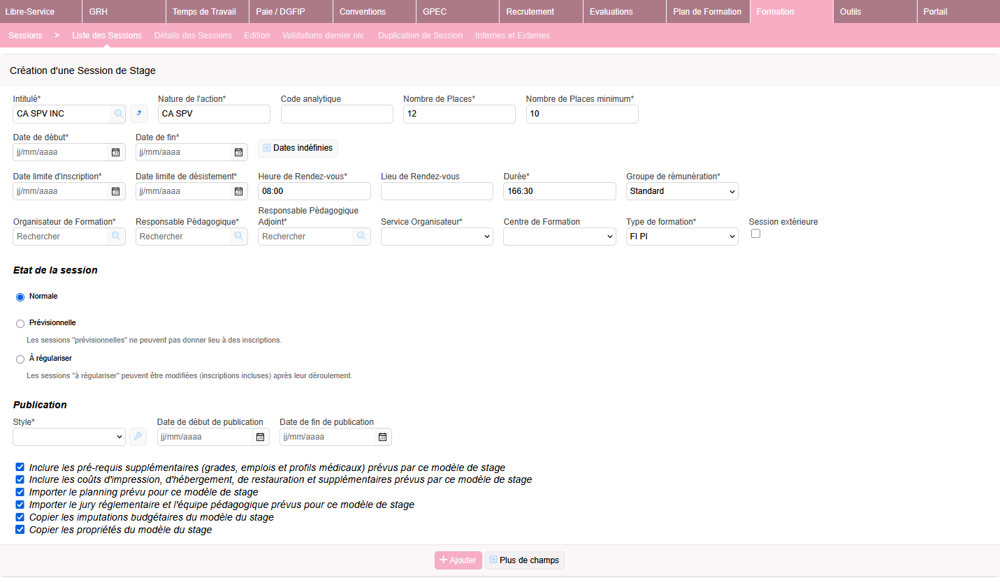 Libre-Service GRH Temps de Travail Paie / DGFIP Conventions GPEC Recrutement Evaluations Plan de Formation Formation Outils Portail
Sessions > Liste des Sessions Détails des Sessions Edition Validations dernier niv. Duplication de Session Internes et Externes
Création d'une Session de Stage
Intitulé* Nature de l'action* Code analytique Nombre de Places* Nombre de Places minimum*
CA SPV INC CA SPV 12 10
Date de début* Date de fin*
jj/mm/aaaa jj/mm/aaaa Dates indéfinies
Date limite d'inscription* Date limite de désistement* Heure de Rendez-vous* Lieu de Rendez-vous Durée* Groupe de rémunération*
jj/mm/aaaa jj/mm/aaaa 08:00 166:30 Standard
Organisateur de Formation* Responsable Pédagogique* Responsable Pédagogique Adjoint* Service Organisateur* Centre de Formation Type de formation* Session extérieure
Rechercher Rechercher Rechercher FI PI
Etat de la session
Normale
Prévisionnelle
Les sessions "prévisionnelles" ne peuvent pas donner lieu à des inscriptions.
À régulariser
Les sessions "à régulariser" peuvent être modifiées (inscriptions incluses) après leur déroulement.
Publication
Style* Date de début de publication Date de fin de publication
jj/mm/aaaa jj/mm/aaaa
Inclure les pré-requis supplémentaires (grades, emplois et profils médicaux) prévus par ce modèle de stage
Inclure les coûts d'impression, d'hébergement, de restauration et supplémentaires prévus par ce modèle de stage
Importer le planning prévu pour ce modèle de stage
Importer le jury réglementaire et l'équipe pédagogique prévus pour ce modèle de stage
Copier les imputations budgétaires du modèle du stage
Copier les propriétés du modèle du stage
Ajouter Plus de champs